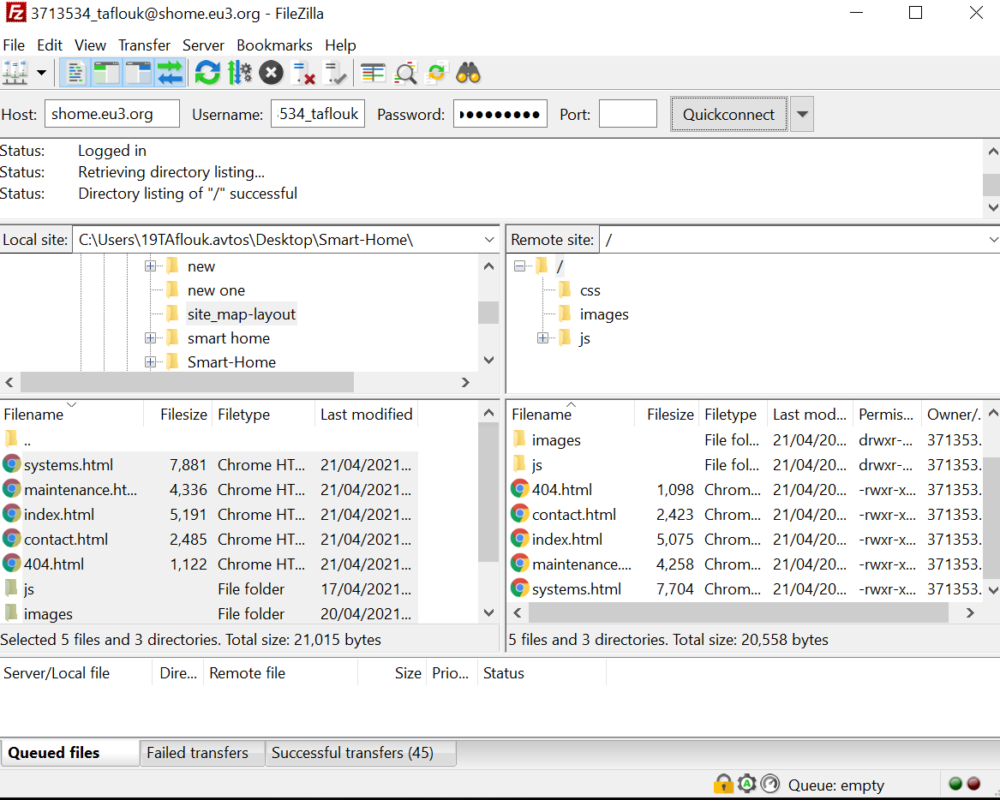 3713534_taflouk@shome.eu3.org - FileZilla
File Edit View Transfer Server Bookmarks Help
Host: shome.eu3.org Username: 534_taflouk Password: ●●●●●●●●● Port: Quickconnect
Status: Logged in
Status: Retrieving directory listing...
Status: Directory listing of "/" successful
Local site: C:\Users\19TAflouk.avtos\Desktop\Smart-Home\
new
new one
site_map-layout
smart home
Smart-Home
Remote site: /
/
css
images
js
Filename Filesize Filetype Last modified
..
systems.html 7,881 Chrome HT... 21/04/2021...
maintenance.ht... 4,336 Chrome HT... 21/04/2021...
index.html 5,191 Chrome HT... 21/04/2021...
contact.html 2,485 Chrome HT... 21/04/2021...
404.html 1,122 Chrome HT... 21/04/2021...
js File folder 17/04/2021...
images File folder 20/04/2021...
Selected 5 files and 3 directories. Total size: 21,015 bytes
Filename Filesize Filetype Last mod... Permis... Owner/.
images File fol... 21/04/20... drwxr-... 371353.
js File fol... 21/04/20... drwxr-... 371353.
404.html 1,098 Chrom... 21/04/20... -rwxr-x... 371353.
contact.html 2,423 Chrom... 21/04/20... -rwxr-x... 371353.
index.html 5,075 Chrom... 21/04/20... -rwxr-x... 371353.
maintenance.... 4,258 Chrom... 21/04/20... -rwxr-x... 371353.
systems.html 7,704 Chrom... 21/04/20... -rwxr-x... 371353.
5 files and 3 directories. Total size: 20,558 bytes
Server/Local file Dire... Remote file Size Prio... Status
Queued files Failed transfers Successful transfers (45)
Queue: empty